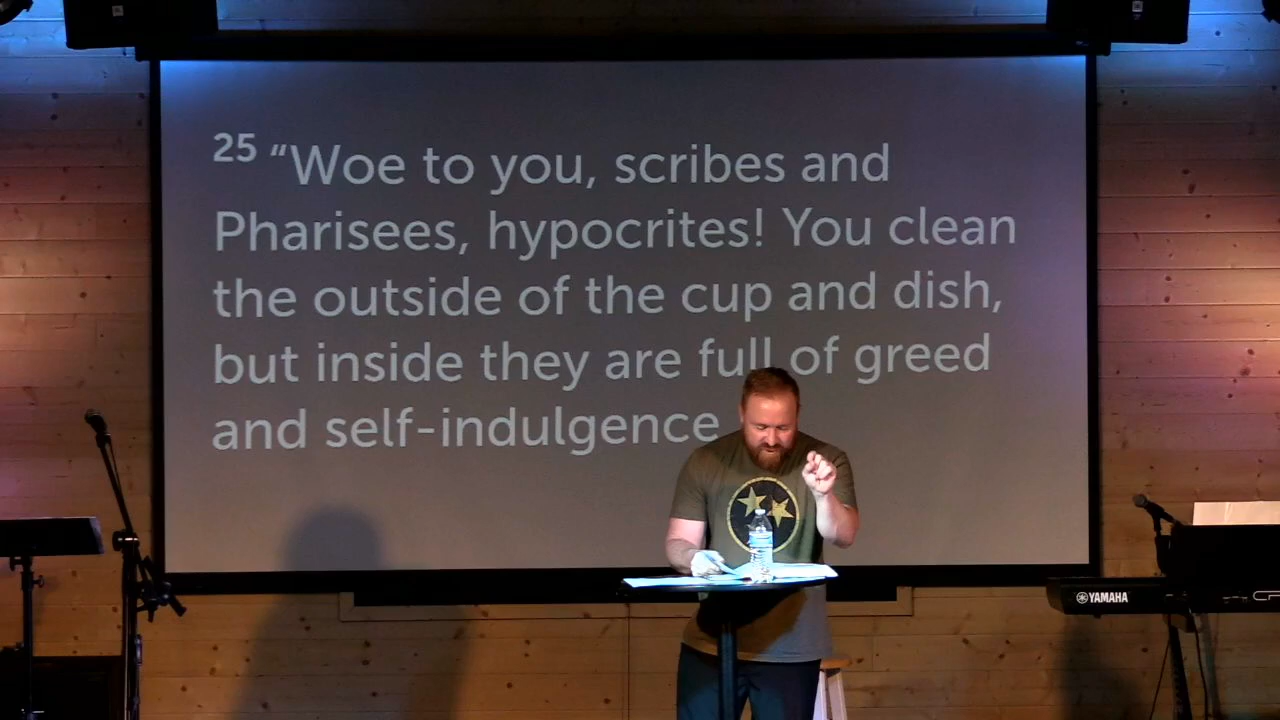 25 “Woe to you, scribes and
Pharisees, hypocrites! You clean
the outside of the cup and dish,
but inside they are full of greed
and self-indulgence
YAMAHA